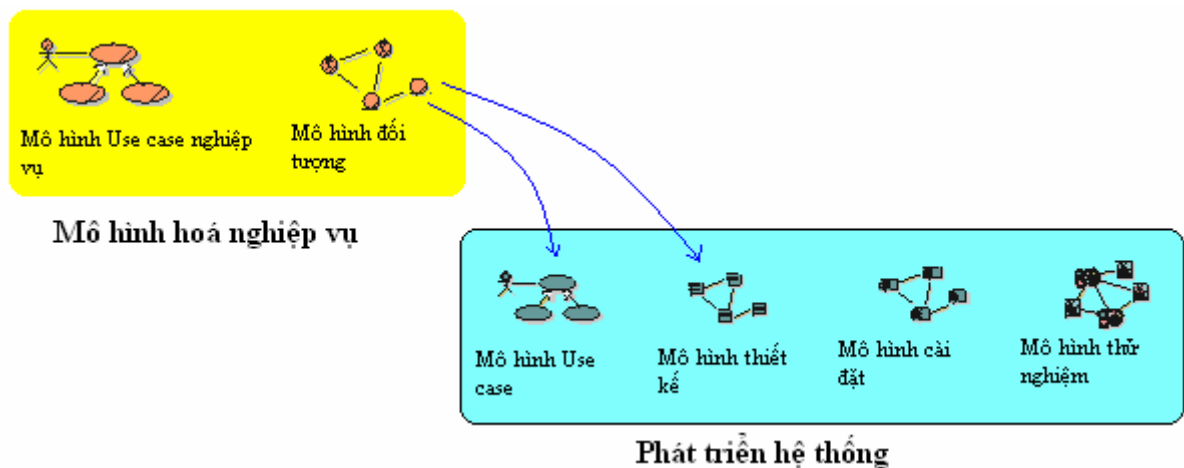 Mô hình Use case nghiệp
vụ
Mô hình đối
tượng
Mô hình hoá nghiệp vụ
Mô hình Use
case
Mô hình thiết
kế
Mô hình cài
đặt
Mô hình thử
nghiệm
Phát triển hệ thống